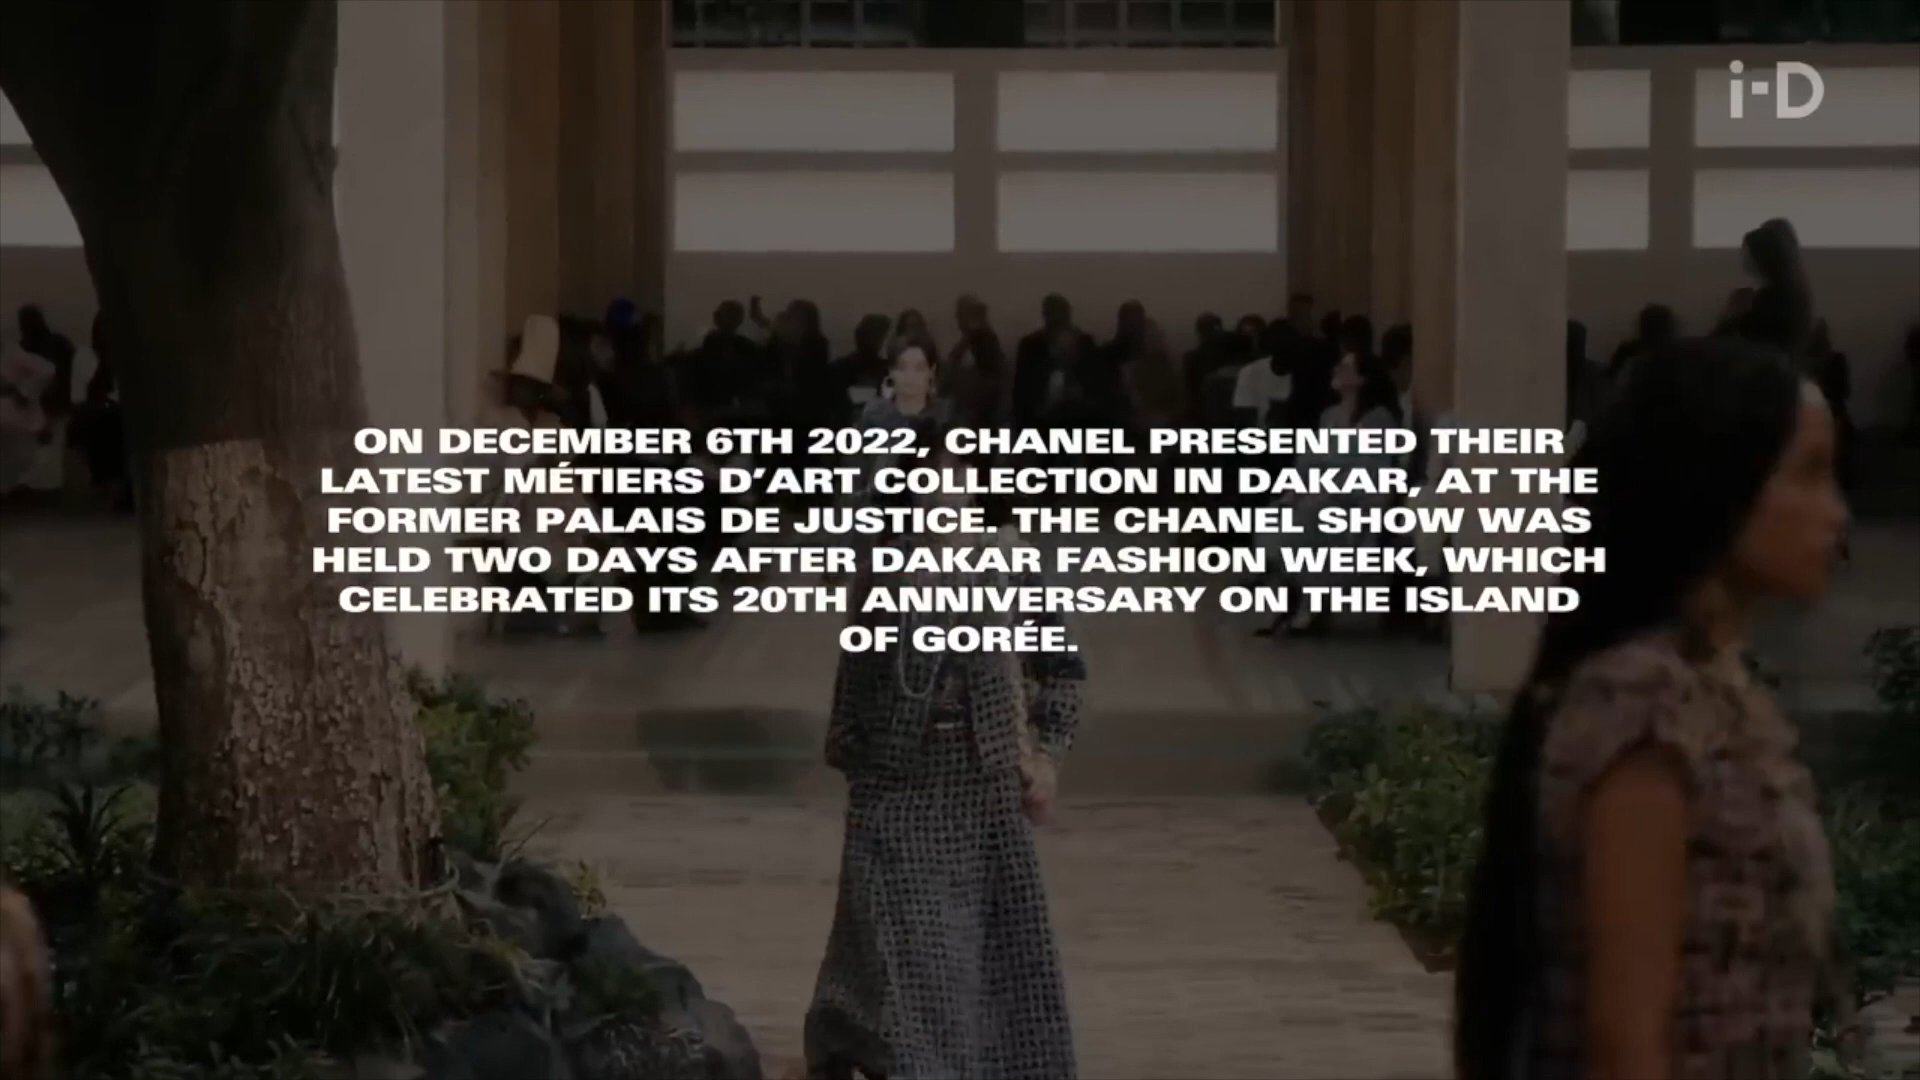 i-D
ON DECEMBER 6TH 2022, CHANEL PRESENTED THEIR
LATEST MÉTIERS D’ART COLLECTION IN DAKAR, AT THE
FORMER PALAIS DE JUSTICE. THE CHANEL SHOW WAS
HELD TWO DAYS AFTER DAKAR FASHION WEEK, WHICH
CELEBRATED ITS 20TH ANNIVERSARY ON THE ISLAND
OF GORÉE.